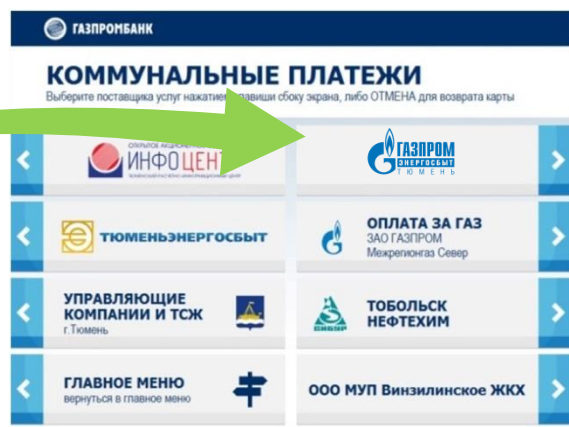 ГАЗПРОМБАНК
КОММУНАЛЬНЫЕ ПЛАТЕЖИ
Выберите поставщика услуг нажатием клавиши сбоку экрана, либо ОТМЕНА для возврата карты
ИНФОЦЕНТ
ГАЗПРОМ
ЭНЕРГОСБЫТ
ТЮМЕНЬ
ТЮМЕНЬЭНЕРГОСБЫТ
ОПЛАТА ЗА ГАЗ
ЗАО ГАЗПРОМ
Межрегионгаз Север
УПРАВЛЯЮЩИЕ
КОМПАНИИ И ТСЖ
г.Тюмень
СИБУР
ТОБОЛЬСК
НЕФТЕХИМ
ГЛАВНОЕ МЕНЮ
вернуться в главное меню
ООО МУП Винзилинское ЖКХ